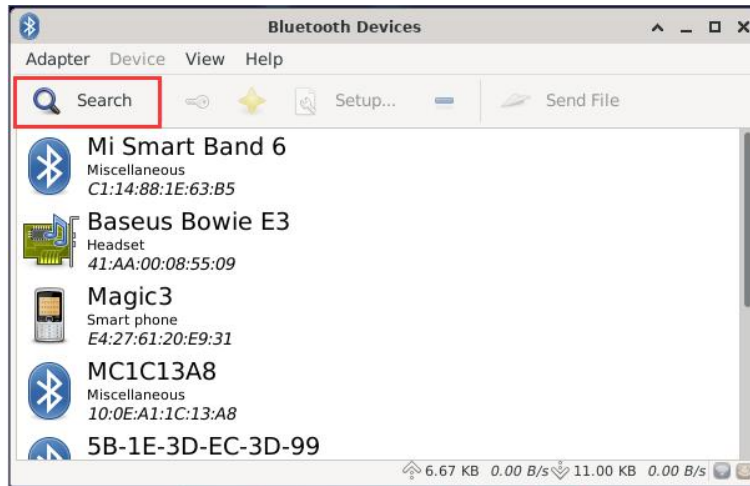 Bluetooth Devices
Adapter Device View Help
Search Setup... Send File
Mi Smart Band 6
Miscellaneous
C1:14:88:1E:63:B5
Baseus Bowie E3
Headset
41:AA:00:08:55:09
Magic3
Smart phone
E4:27:61:20:E9:31
MC1C13A8
Miscellaneous
10:0E:A1:1C:13:A8
5B-1E-3D-EC-3D-99
6.67 KB 0.00 B/s 11.00 KB 0.00 B/s